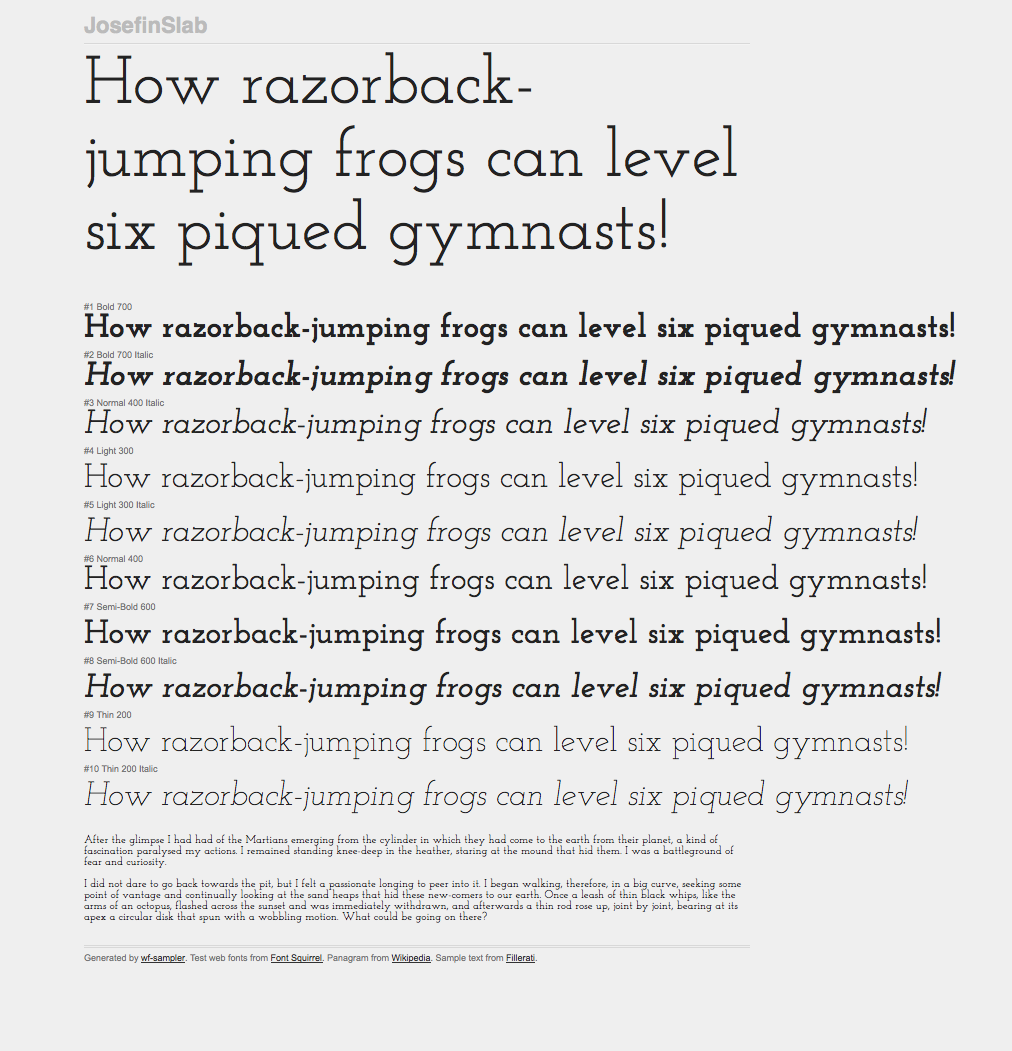 JosefinSlab
How razorback-
jumping frogs can level
six piqued gymnasts!
#1 Bold 700
How razorback-jumping frogs can level six piqued gymnasts!
#2 Bold 700 Italic
How razorback-jumping frogs can level six piqued gymnasts!
#3 Normal 400 Italic
How razorback-jumping frogs can level six piqued gymnasts!
#4 Light 300
How razorback-jumping frogs can level six piqued gymnasts!
#5 Light 300 Italic
How razorback-jumping frogs can level six piqued gymnasts!
#6 Normal 400
How razorback-jumping frogs can level six piqued gymnasts!
#7 Semi-Bold 600
How razorback-jumping frogs can level six piqued gymnasts!
#8 Semi-Bold 600 Italic
How razorback-jumping frogs can level six piqued gymnasts!
#9 Thin 200
How razorback-jumping frogs can level six piqued gymnasts!
#10 Thin 200 Italic
How razorback-jumping frogs can level six piqued gymnasts!
After the glimpse I had had of the Martians emerging from the cylinder in which they had come to the earth from their planet, a kind of
fascination paralysed my actions. I remained standing knee-deep in the heather, staring at the mound that hid them. I was a battleground of
fear and curiosity.
I did not dare to go back towards the pit, but I felt a passionate longing to peer into it. I began walking, therefore, in a big curve, seeking some
point of vantage and continually looking at the sand heaps that hid these new-comers to our earth. Once a leash of thin black whips, like the
arms of an octopus, flashed across the sunset and was immediately withdrawn, and afterwards a thin rod rose up, joint by joint, bearing at its
apex a circular disk that spun with a wobbling motion. What could be going on there?
Generated by wf-sampler. Test web fonts from Font Squirrel. Panagram from Wikipedia. Sample text from Fillerati.